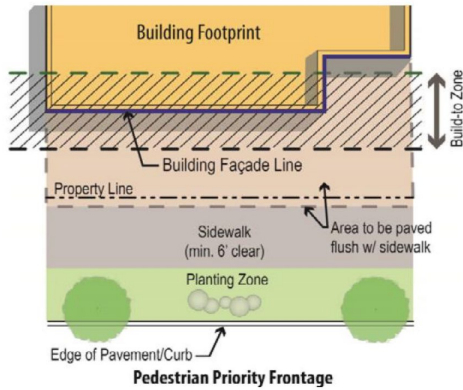 Building Footprint
Build-to Zone
Building Façade Line
Property Line
Sidewalk
(min. 6' clear)
Area to be paved
flush w/ sidewalk
Planting Zone
Edge of Pavement/Curb
Pedestrian Priority Frontage